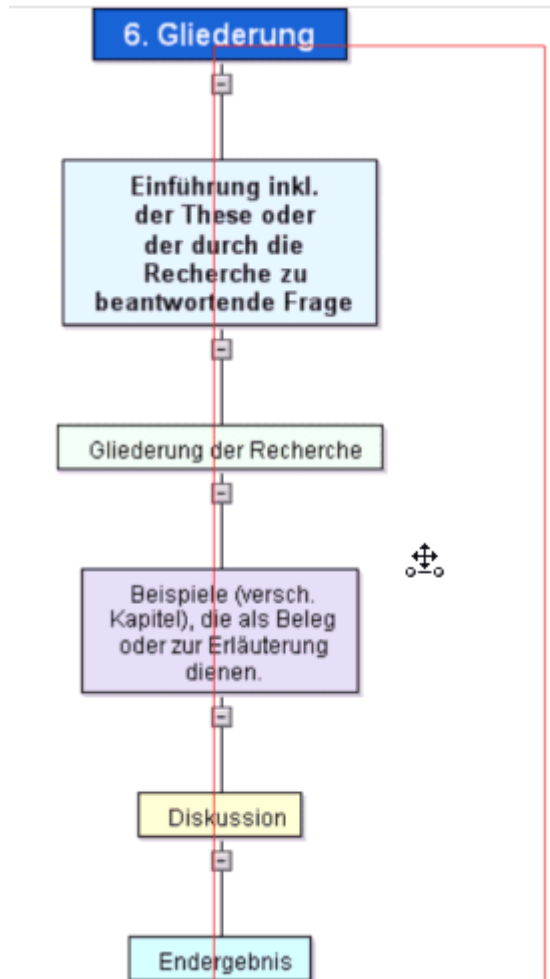 6. Gliederung
Einführung inkl.
der These oder
der durch die
Recherche zu
beantwortende Frage
Gliederung der Recherche
Beispiele (versch.
Kapitel), die als Beleg
oder zur Erläuterung
dienen.
Diskussion
Endergebnis